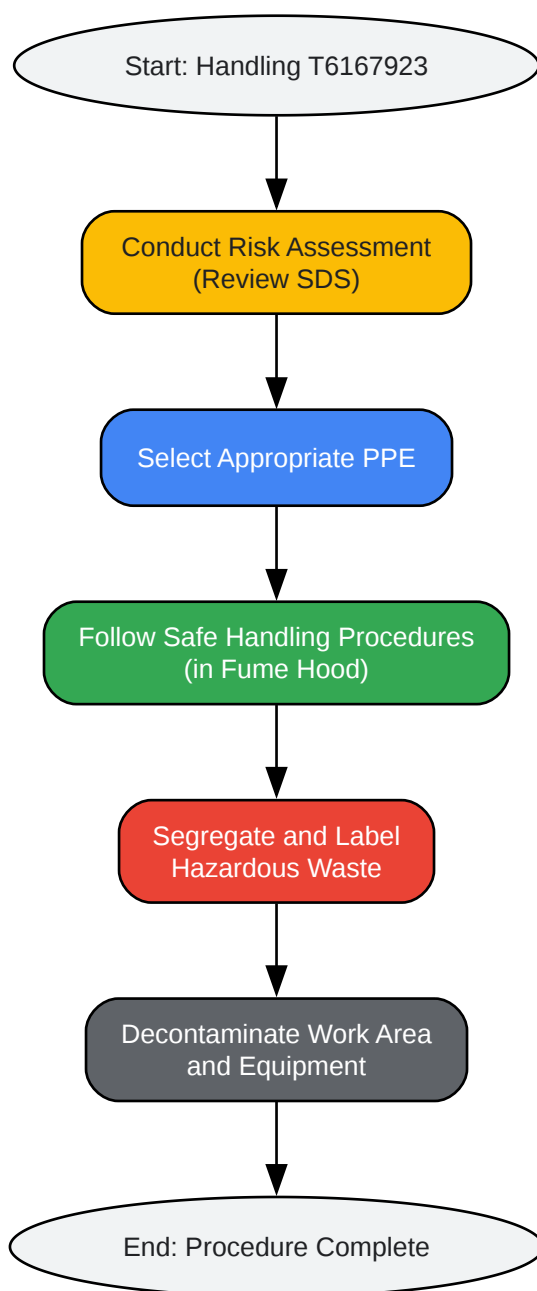 Start: Handling T6167923
Conduct Risk Assessment
(Review SDS)
Select Appropriate PPE
Follow Safe Handling Procedures
(in Fume Hood)
Segregate and Label
Hazardous Waste
Decontaminate Work Area
and Equipment
End: Procedure Complete